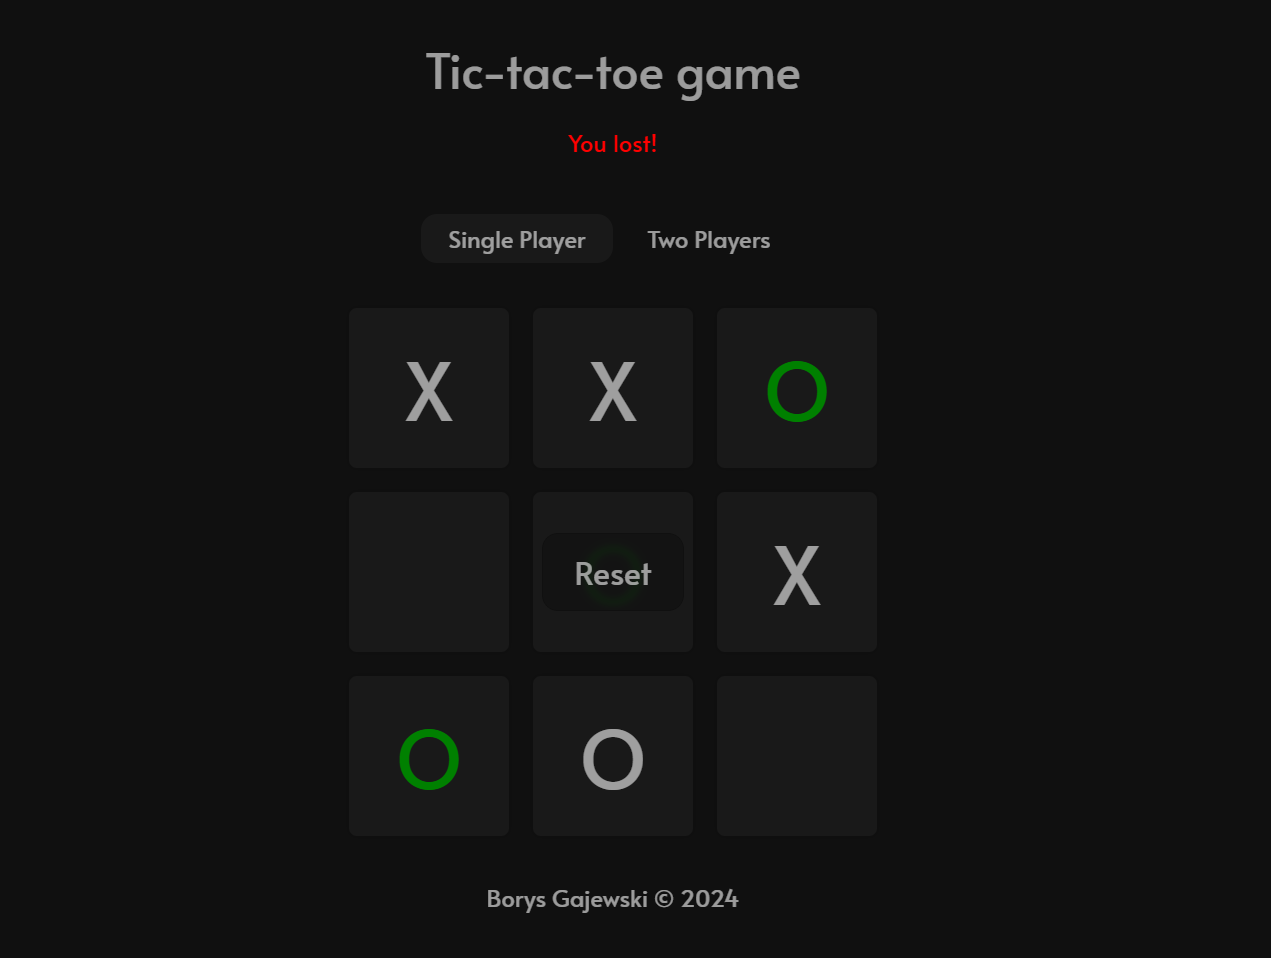 Tic-tac-toe game
You lost!
Single Player Two Players
X X O
Reset X
O O
Borys Gajewski © 2024